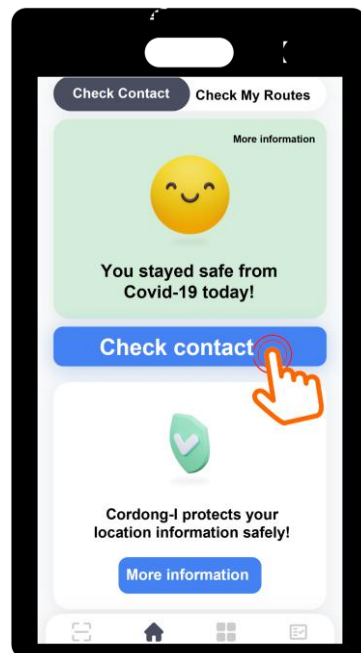 Check Contact
Check My Routes
More information
You stayed safe from
Covid-19 today!
Check contact
Cordong-I protects your
location information safely!
More information